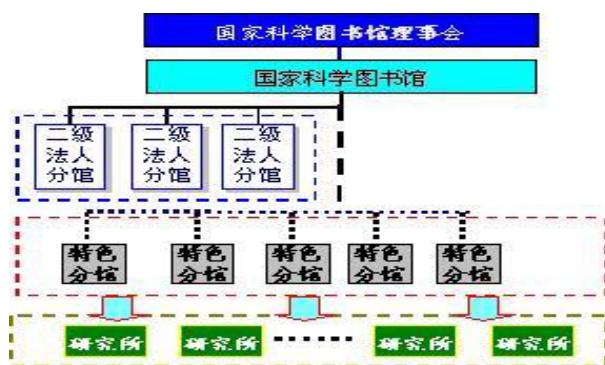 国家科学图书馆理事会
国家科学图书馆
二级 二级 二级
法人 法人 法人
分馆 分馆 分馆
特色 特色 特色 特色 特色
分馆 分馆 分馆 分馆 分馆
研究所 研究所 研究所 研究所